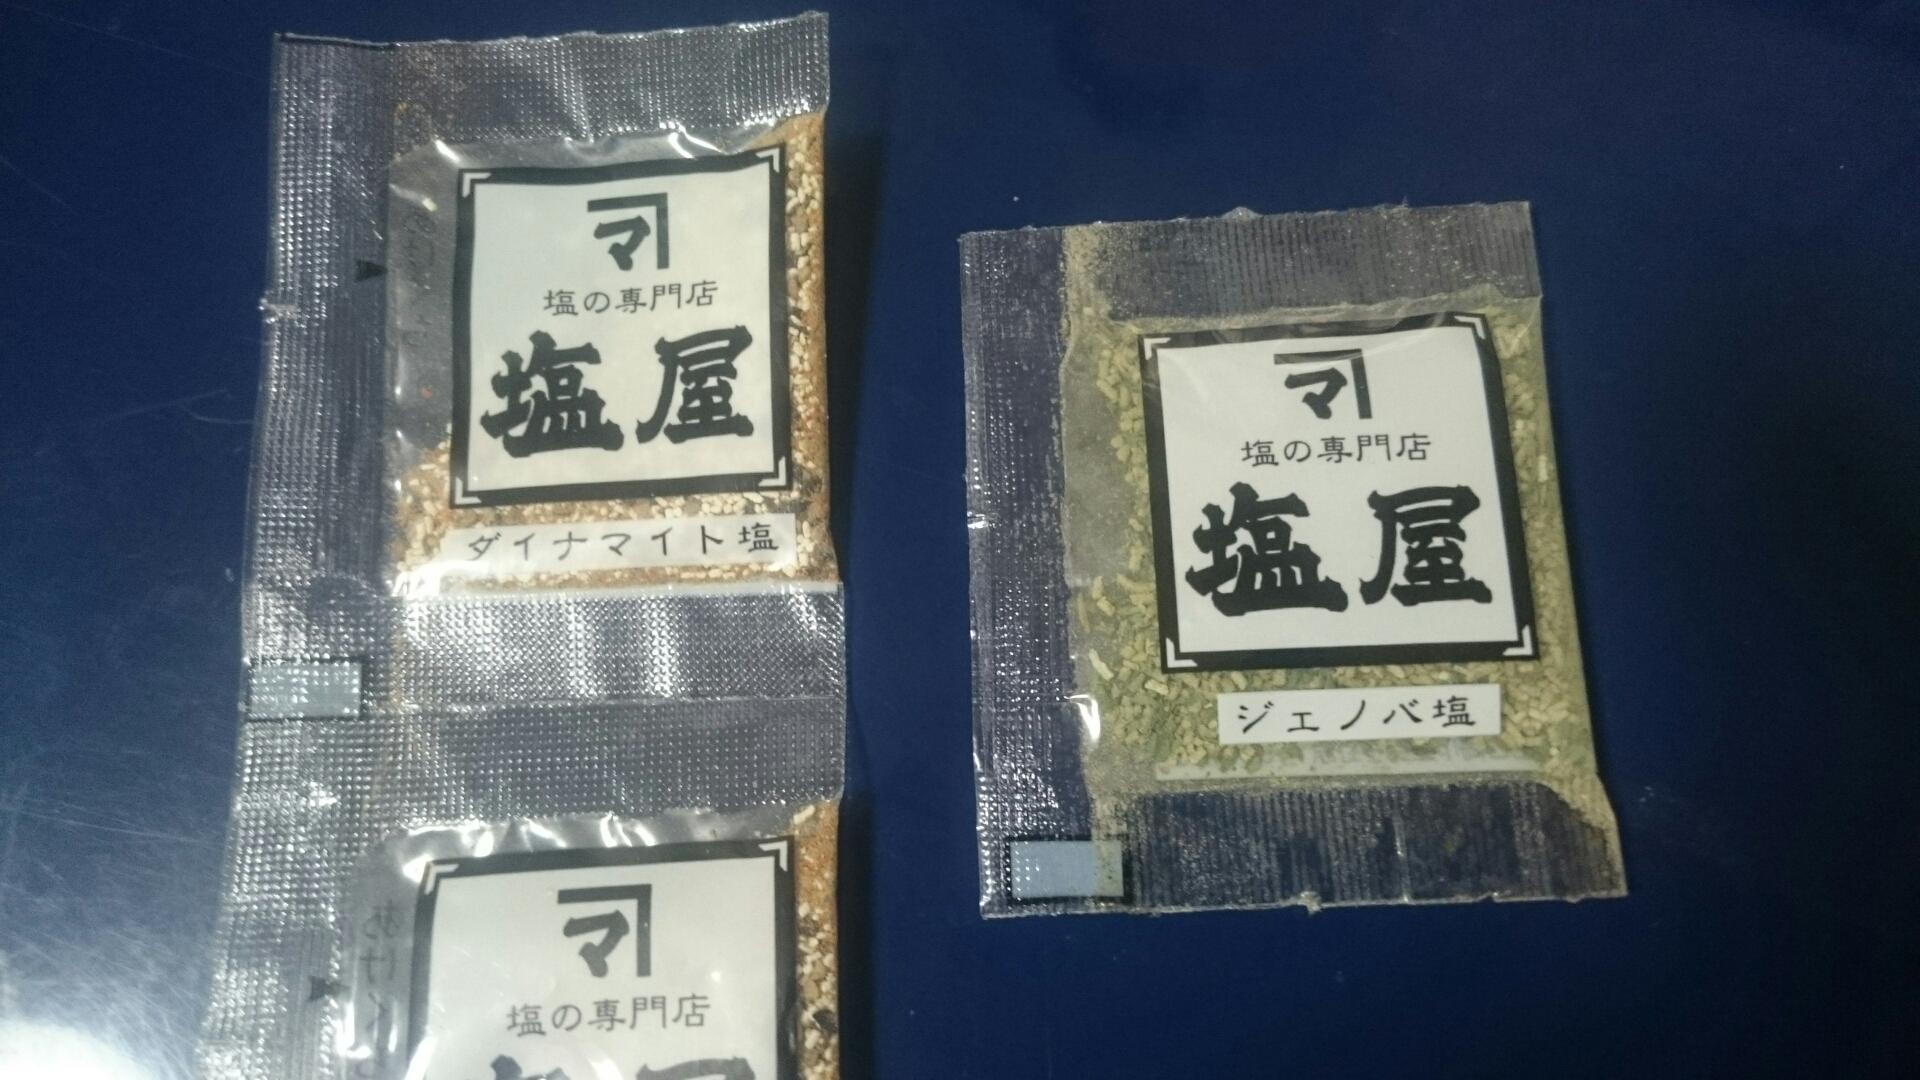 マ
塩の専門店
塩屋
ダイナマイト塩
マ
塩の専門店
塩屋
ジェノバ塩
マ
塩の専門店